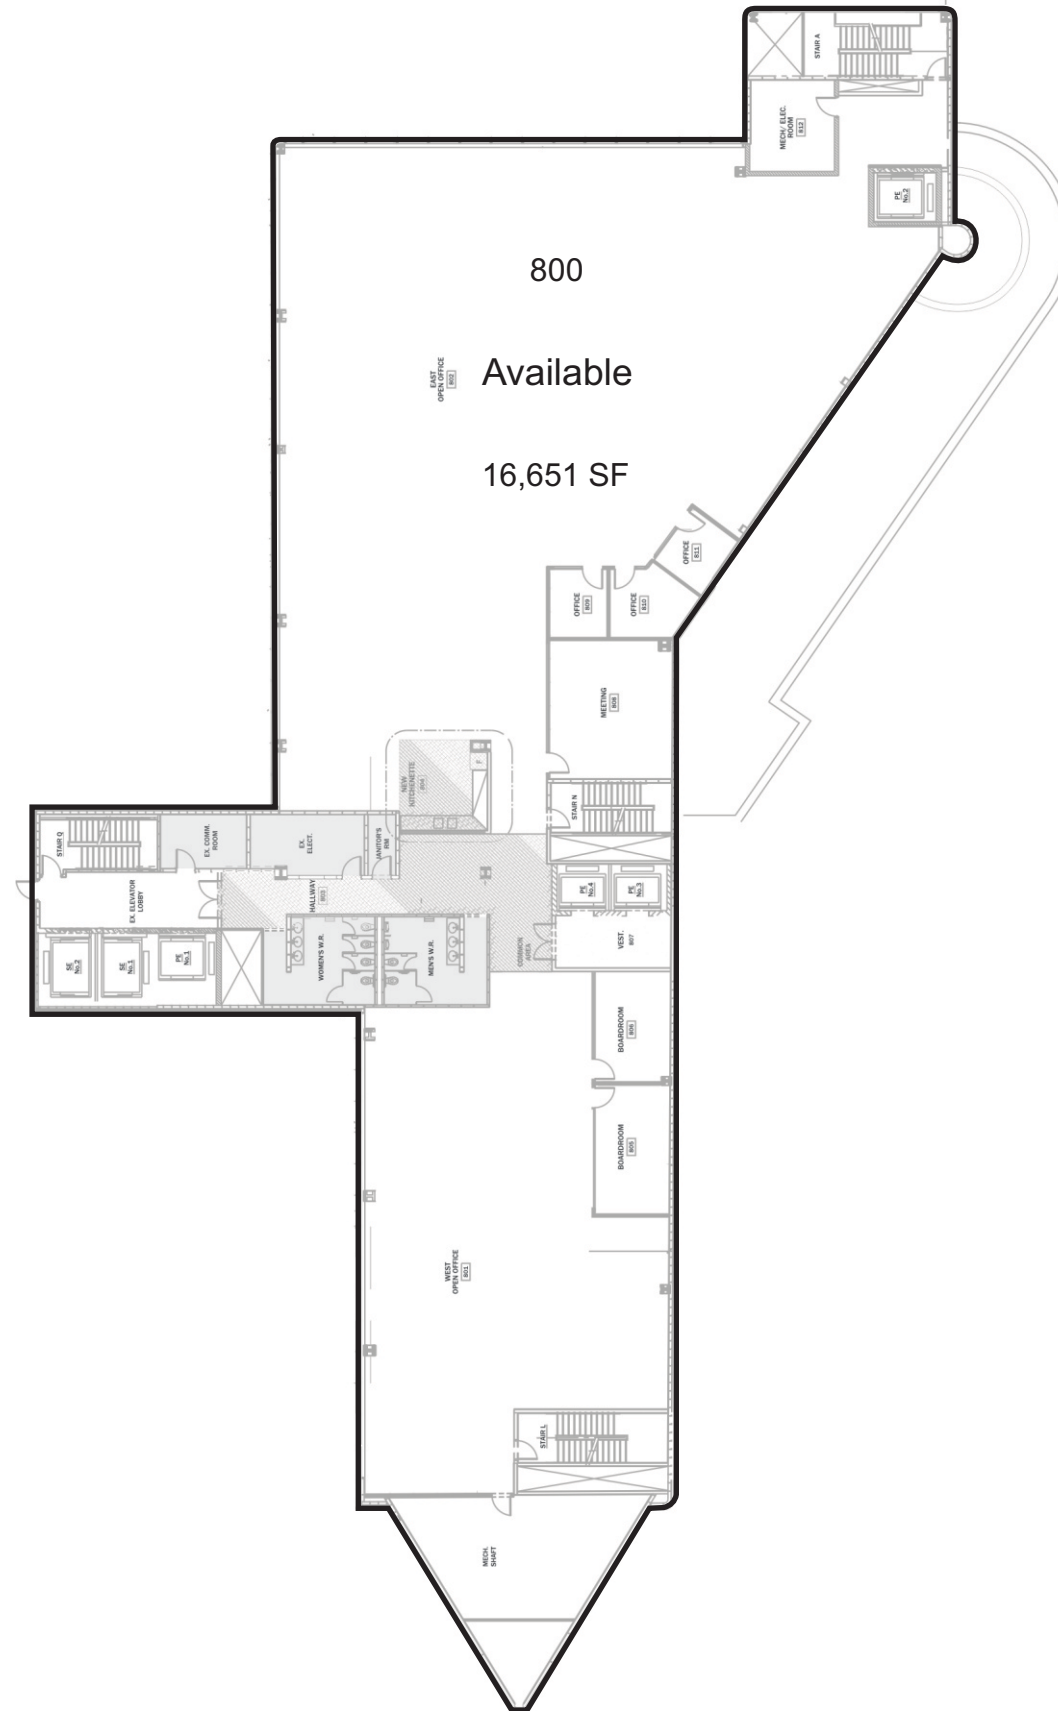 STAIR A
MECH/ ELEC.
ROOM
812
PE
No.2
800
EAST
OPEN OFFICE
802
Available
16,651 SF
OFFICE
811
OFFICE
809
OFFICE
810
MEETING
808
NEW
KITCHENETTE
804
F
STAIR N
STAIR Q
EX. COMM.
ROOM
EX.
ELECT.
JANITOR'S
RM
EX. ELEVATOR
LOBBY
HALLWAY
803
PE
No.4
PE
No.3
SE
No.2
SE
No.1
PE
No.1
WOMEN'S W.R.
MEN'S W.R.
COMMON
AREA
VEST.
807
BOARDROOM
806
BOARDROOM
805
WEST
OPEN OFFICE
801
STAIR L
MECH.
SHAFT